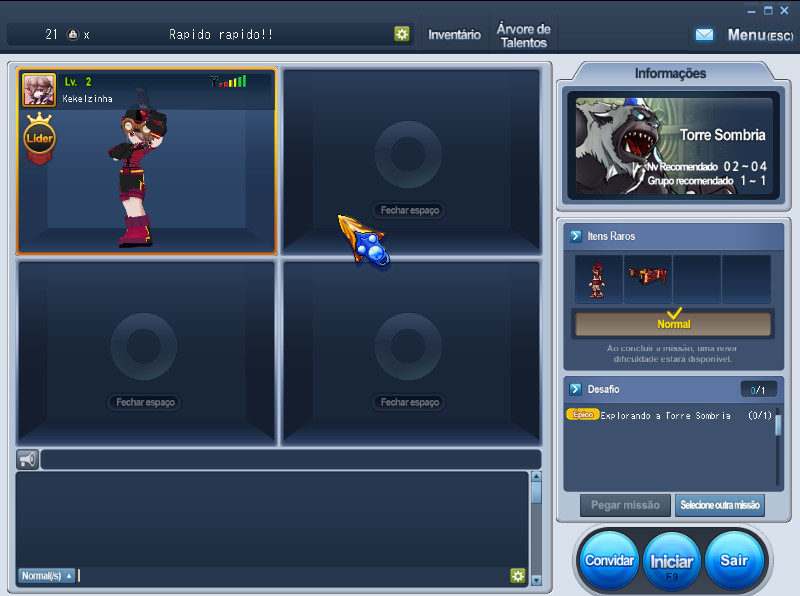 21 x
Rapido rapido!!
Inventário
Árvore de
Talentos
Menu(ESC)
Lv. 2
Kekelzinha
Líder
Fechar espaço
Fechar espaço
Fechar espaço
Informações
Torre Sombria
Nv Recomendado 02~04
Grupo recomendado 1~1
Itens Raros
Normal
Ao concluir a missão, uma nova
dificuldade estará disponível.
Desafio 0/1
Épico Explorando a Torre Sombria (0/1)
Pegar missão
Selecione outra missão
Normal(/s)
Convidar
Iniciar
F9
Sair